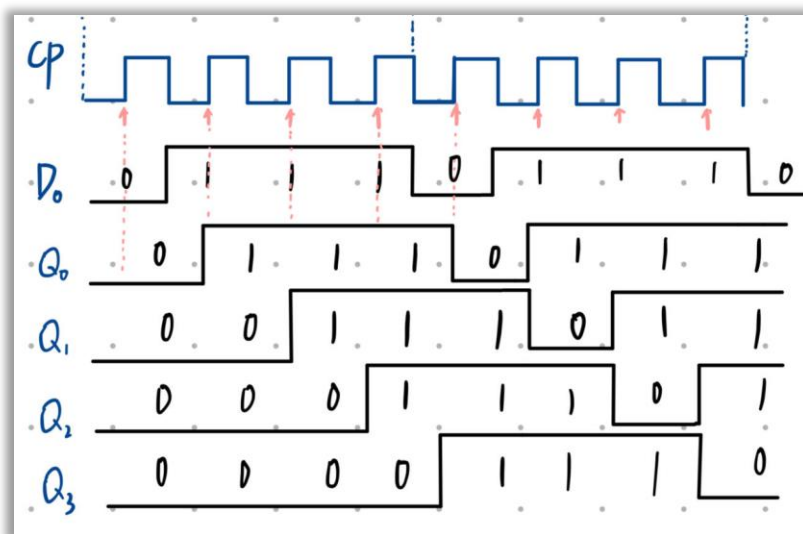 CP
D₀ 0 1 1 1 0 1 1 1 0
Q₀ 0 1 1 1 0 1 1 1
Q₁ 0 0 1 1 1 0 1 1
Q₂ 0 0 0 1 1 1 0 1
Q₃ 0 0 0 0 1 1 1 0